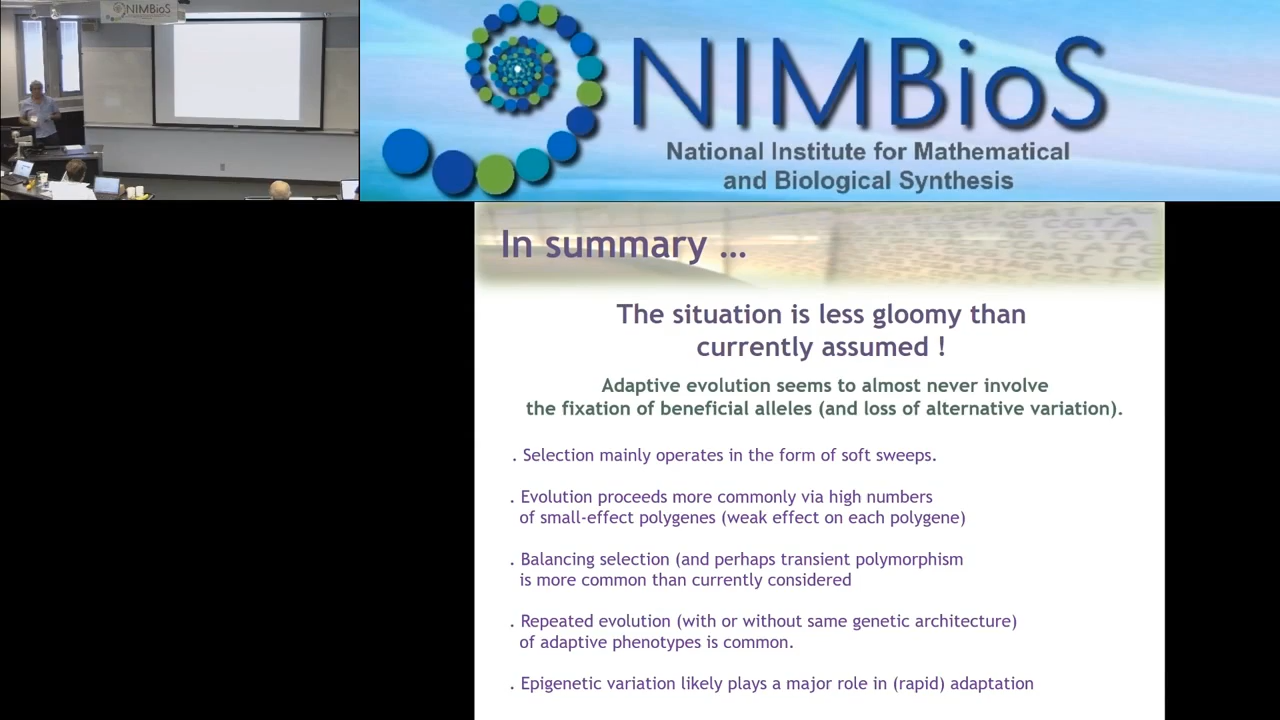 NIMBioS
NIMBioS
National Institute for Mathematical
and Biological Synthesis
In summary ...
The situation is less gloomy than
currently assumed !
Adaptive evolution seems to almost never involve
the fixation of beneficial alleles (and loss of alternative variation).
. Selection mainly operates in the form of soft sweeps.
. Evolution proceeds more commonly via high numbers
of small-effect polygenes (weak effect on each polygene)
. Balancing selection (and perhaps transient polymorphism
is more common than currently considered
. Repeated evolution (with or without same genetic architecture)
of adaptive phenotypes is common.
. Epigenetic variation likely plays a major role in (rapid) adaptation